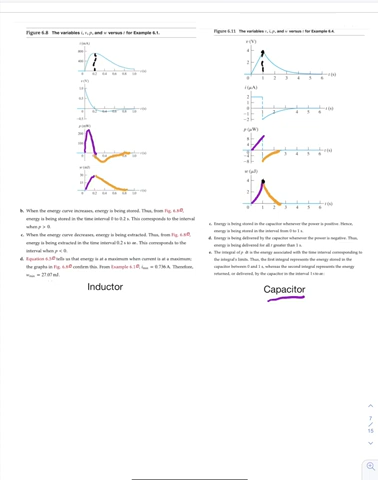 Figure 6.8 The variables i, v, p, and w versus t for Example 6.1.
Figure 6.11 The variables v, i, p, and w versus t for Example 6.4.
b. When the energy curve increases, energy is being stored. Thus, from Fig. 6.8,
energy is being stored in the time interval 0 to 0.2 s. This corresponds to the interval
when p > 0.
c. When the energy curve decreases, energy is being extracted. Thus, from Fig. 6.8,
energy is being extracted in the time interval 0.2 s to ∞. This corresponds to the
interval when p < 0.
d. Equation 6.5 tells us that energy is at a maximum when current is at a maximum;
the graphs in Fig. 6.8 confirm this. From Example 6.1, = 0.736 A. Therefore,
= 27.07 mJ.
c. Energy is being stored in the capacitor whenever the power is positive. Hence,
energy is being stored in the interval from 0 to 1 s.
d. Energy is being delivered by the capacitor whenever the power is negative. Thus,
energy is being delivered for all t greater than 1 s.
e. The integral of p dt is the energy associated with the time interval corresponding to
the integral's limits. Thus, the first integral represents the energy stored in the
capacitor between 0 and 1 s, whereas the second integral represents the energy
returned, or delivered, by the capacitor in the interval 1 s to ∞:
Inductor
Capacitor
7
/
15